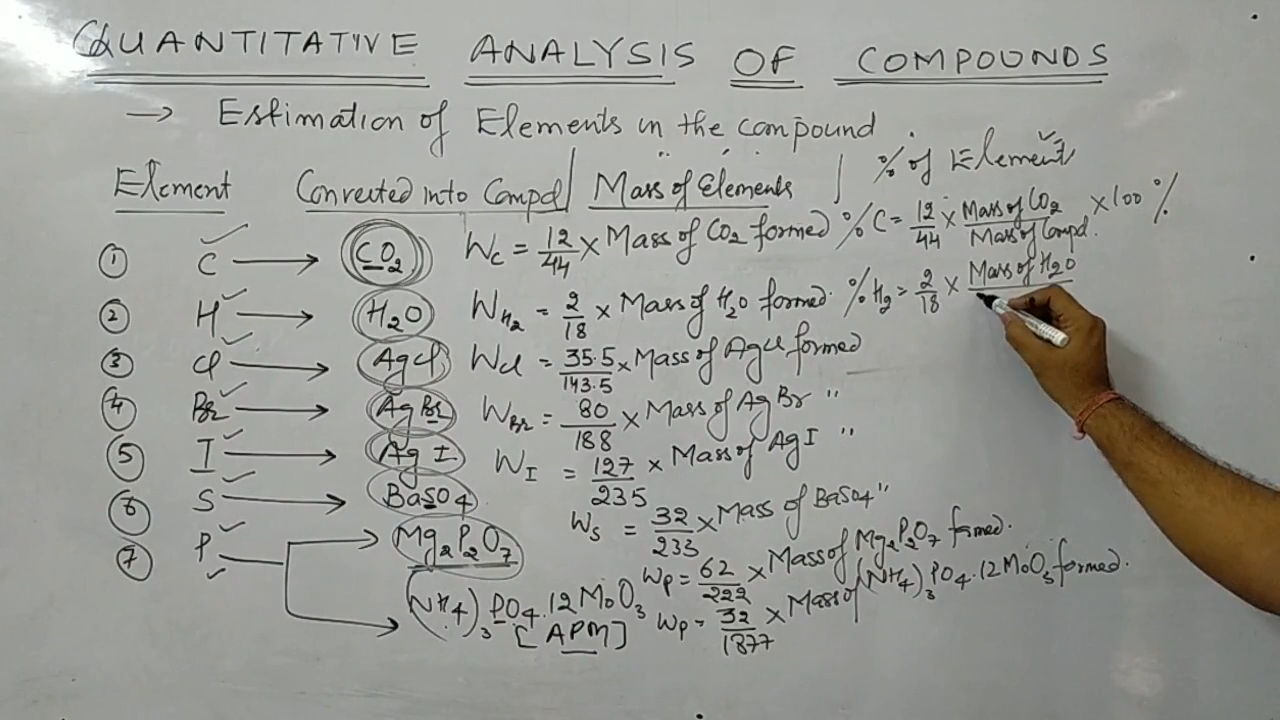 QUANTITATIVE ANALYSIS OF COMPOUNDS
→ Estimation of Elements in the compound
Element Converted into Compd / Mass of Elements / % of Element
① C → CO2 Wc = 12/44 × Mass of CO2 formed % C = 12/44 × Mass of CO2/Mass of Compd. × 100 %
② H → H2O WH2 = 2/18 × Mass of H2O formed. % H2 = 2/18 × Mass of H2O
③ Cl → AgCl WCl = 35.5/143.5 × Mass of AgCl formed
④ Br → AgBr WBr = 80/188 × Mass of AgBr "
⑤ I → AgI WI = 127/235 × Mass of AgI "
⑥ S → BaSO4 WS = 32/233 × Mass of BaSO4 "
⑦ P → Mg2P2O7 WP = 62/222 × Mass of Mg2P2O7 formed.
(NH4)3PO4.12MoO3 WP = 32/1877 × Mass of (NH4)3PO4.12MoO3 formed.
[APM]